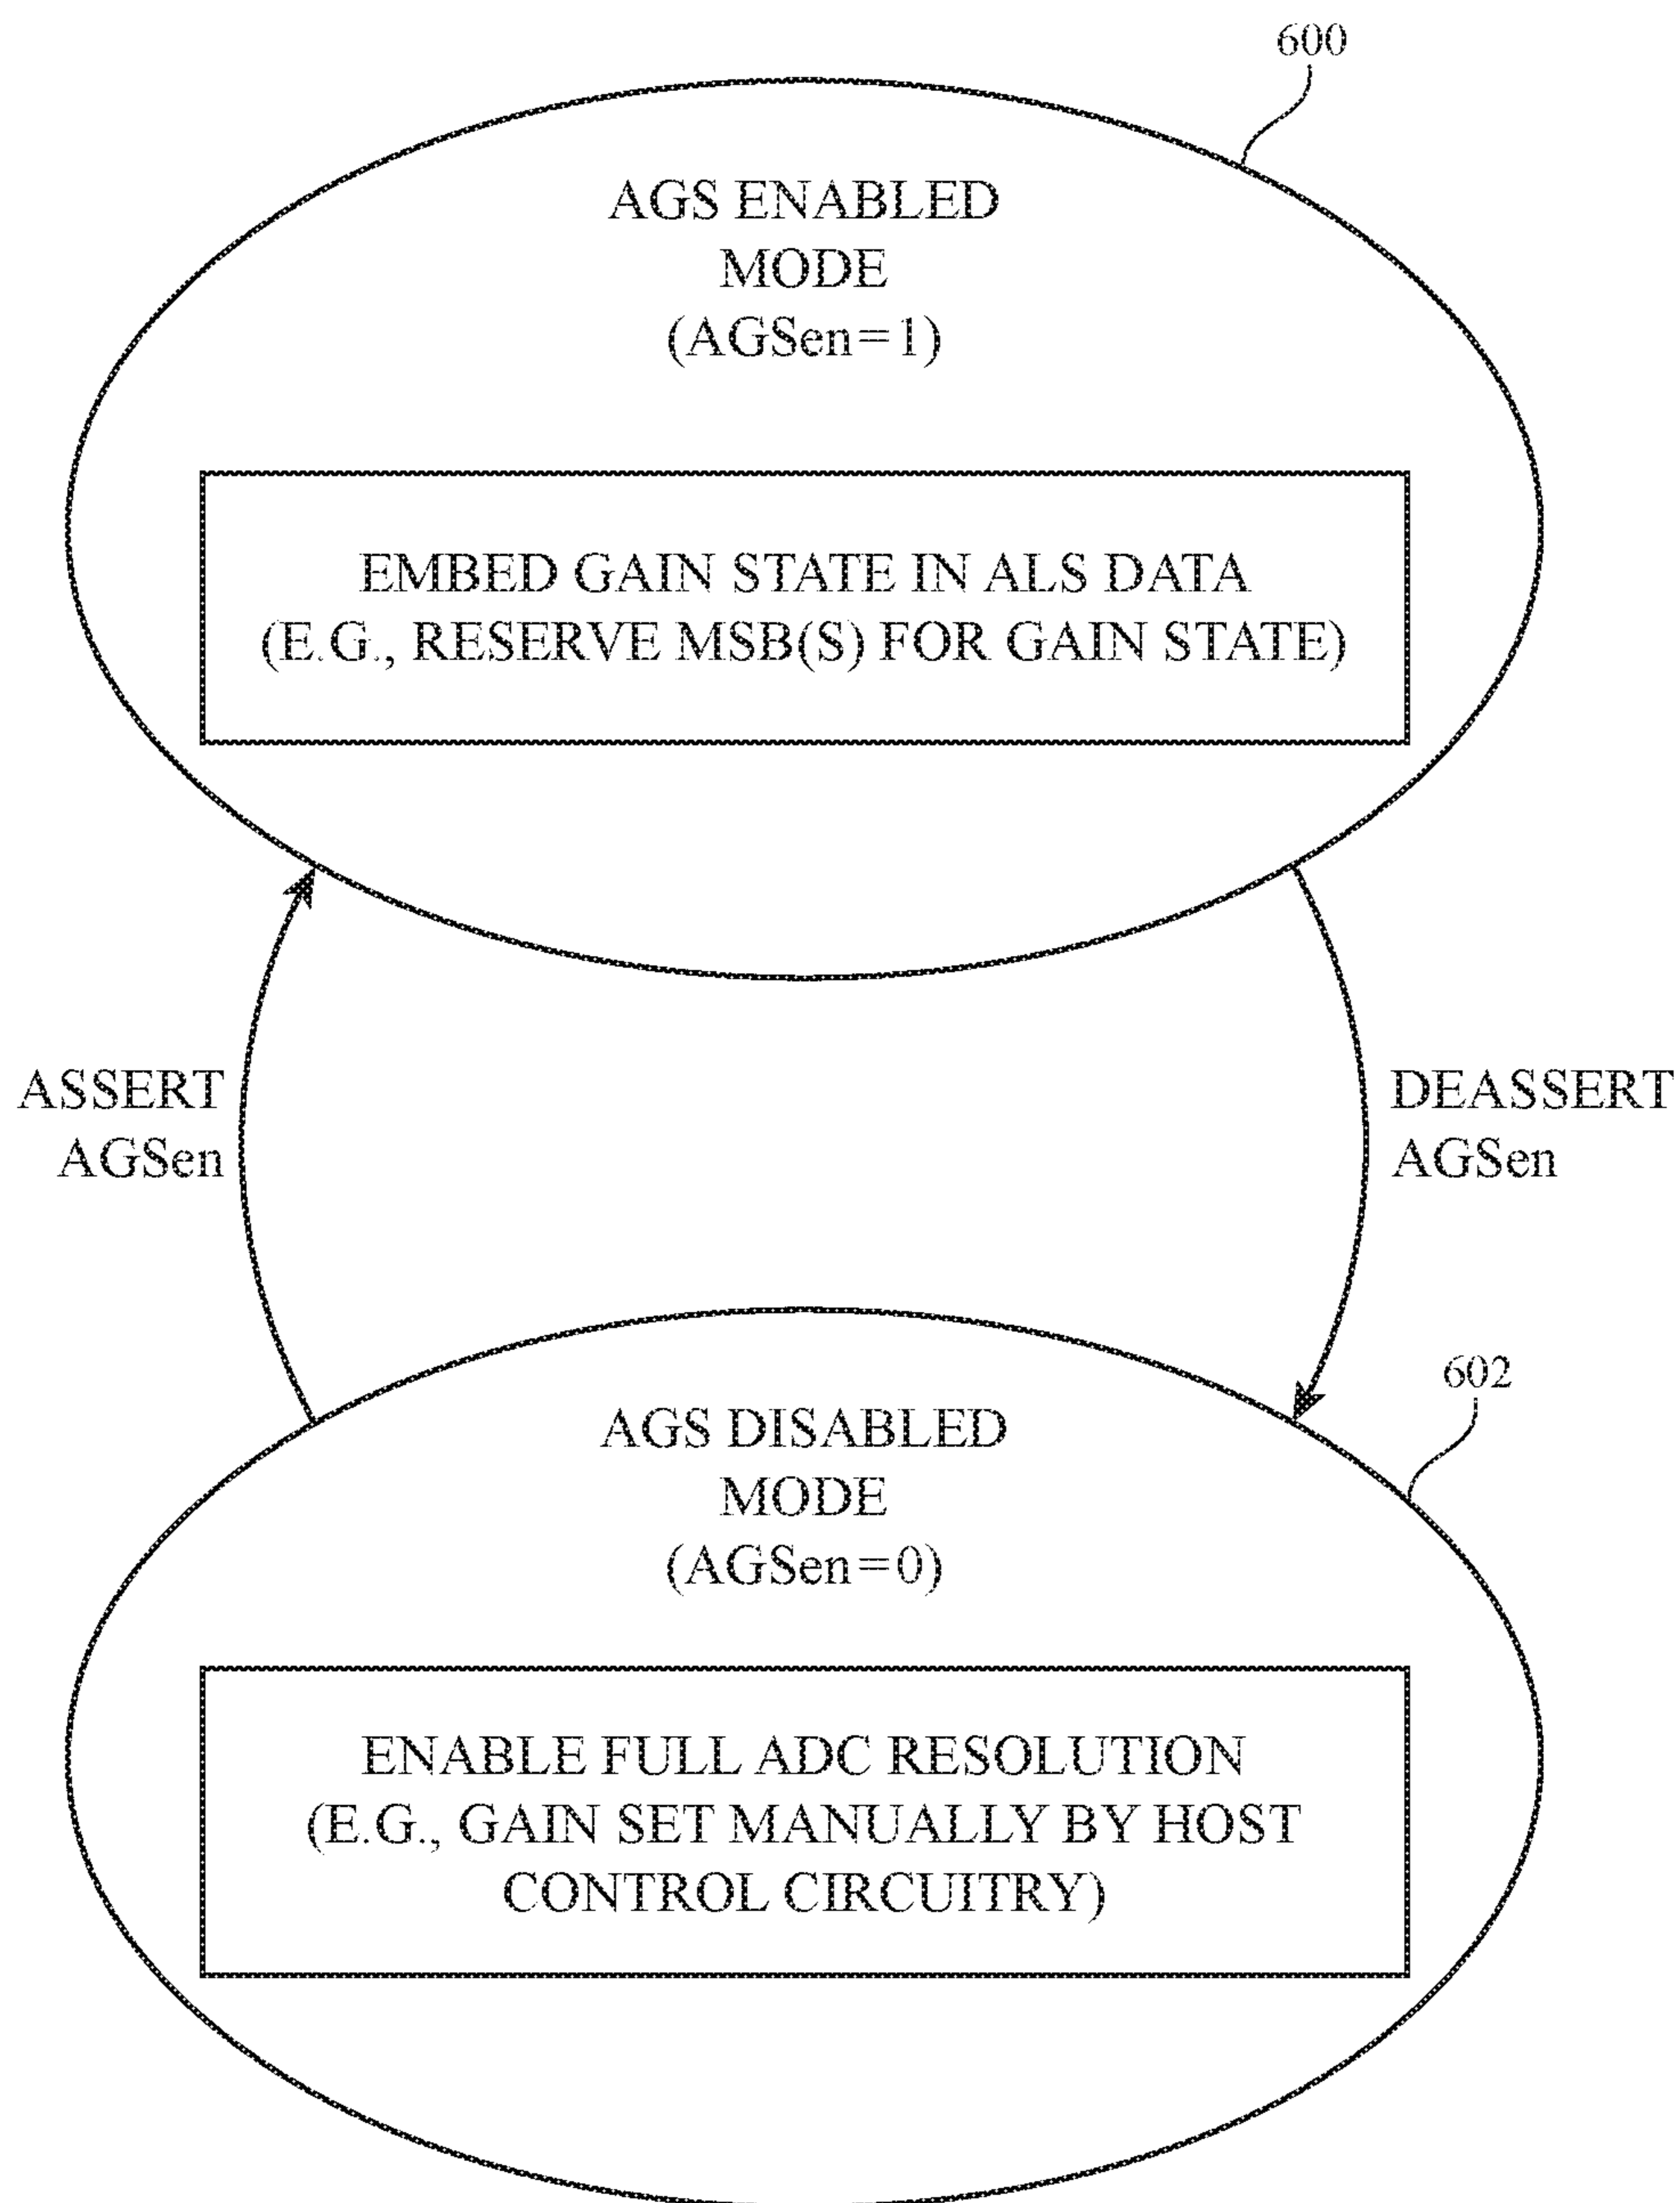 600
AGS ENABLED
MODE
(AGSen=1)
EMBED GAIN STATE IN ALS DATA
(E.G., RESERVE MSB(S) FOR GAIN STATE)
ASSERT
AGSen
DEASSERT
AGSen
602
AGS DISABLED
MODE
(AGSen=0)
ENABLE FULL ADC RESOLUTION
(E.G., GAIN SET MANUALLY BY HOST
CONTROL CIRCUITRY)